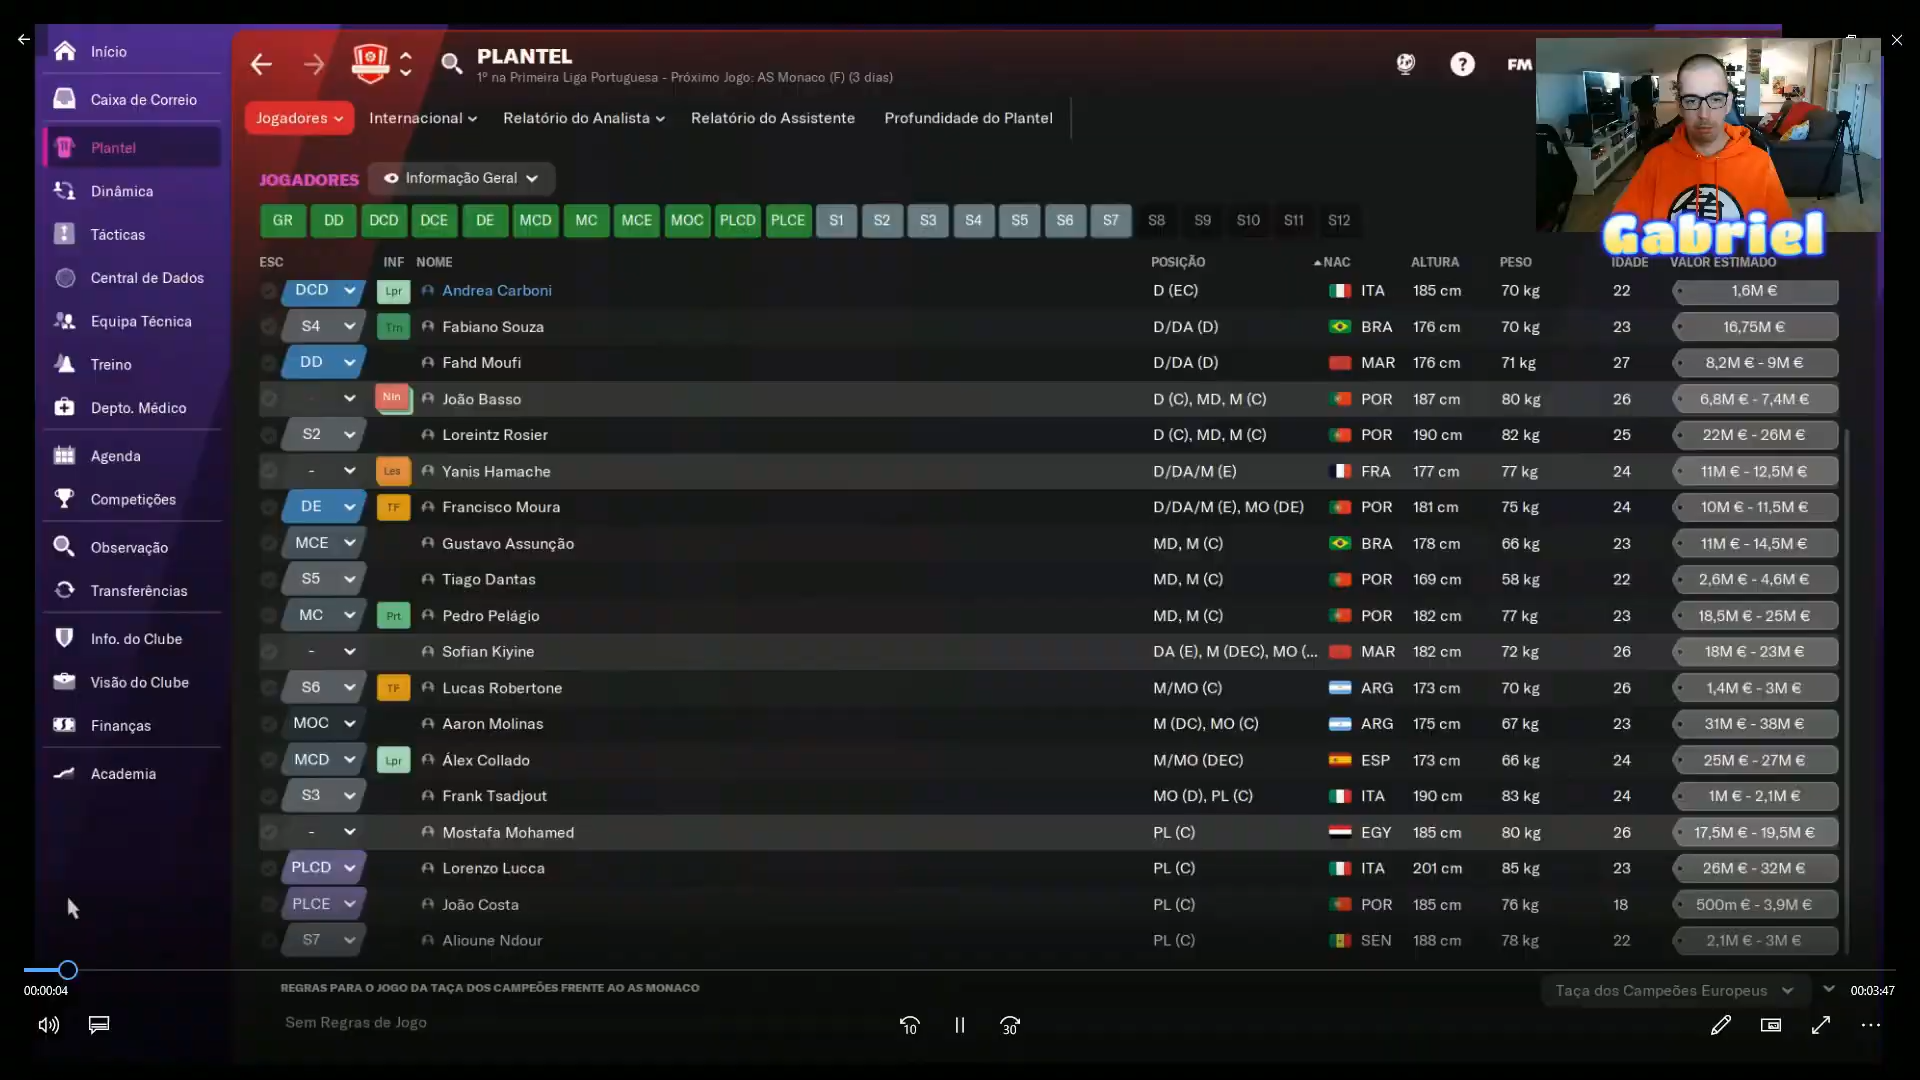 Início
Caixa de Correio
Plantel
Dinâmica
Tácticas
Central de Dados
Equipa Técnica
Treino
Depto. Médico
Agenda
Competições
Observação
Transferências
Info. do Clube
Visão do Clube
Finanças
Academia
PLANTEL
1º na Primeira Liga Portuguesa - Próximo Jogo: AS Monaco (F) (3 dias)
? FM
Jogadores Internacional Relatório do Analista Relatório do Assistente Profundidade do Plantel
Gabriel
JOGADORES Informação Geral
GR DD DCD DCE DE MCD MC MCE MOC PLCD PLCE S1 S2 S3 S4 S5 S6 S7 S8 S9 S10 S11 S12
ESC INF NOME POSIÇÃO NAC ALTURA PESO IDADE VALOR ESTIMADO
DCD Lpr Andrea Carboni D (EC) ITA 185 cm 70 kg 22 1,6M €
S4 Trn Fabiano Souza D/DA (D) BRA 176 cm 70 kg 23 16,75M €
DD Fahd Moufi D/DA (D) MAR 176 cm 71 kg 27 8,2M € - 9M €
- NIn João Basso D (C), MD, M (C) POR 187 cm 80 kg 26 6,8M € - 7,4M €
S2 Loreintz Rosier D (C), MD, M (C) POR 190 cm 82 kg 25 22M € - 26M €
- Les Yanis Hamache D/DA/M (E) FRA 177 cm 77 kg 24 11M € - 12,5M €
DE TF Francisco Moura D/DA/M (E), MO (DE) POR 181 cm 75 kg 24 10M € - 11,5M €
MCE Gustavo Assunção MD, M (C) BRA 178 cm 66 kg 23 11M € - 14,5M €
S5 Tiago Dantas MD, M (C) POR 169 cm 58 kg 22 2,6M € - 4,6M €
MC Prt Pedro Pelágio MD, M (C) POR 182 cm 77 kg 23 18,5M € - 25M €
- Sofian Kiyine DA (E), M (DEC), MO (... MAR 182 cm 72 kg 26 18M € - 23M €
S6 TF Lucas Robertone M/MO (C) ARG 173 cm 70 kg 26 1,4M € - 3M €
MOC Aaron Molinas M (DC), MO (C) ARG 175 cm 67 kg 23 31M € - 38M €
MCD Lpr Álex Collado M/MO (DEC) ESP 173 cm 66 kg 24 25M € - 27M €
S3 Frank Tsadjout MO (D), PL (C) ITA 190 cm 83 kg 24 1M € - 2,1M €
- Mostafa Mohamed PL (C) EGY 185 cm 80 kg 26 17,5M € - 19,5M €
PLCD Lorenzo Lucca PL (C) ITA 201 cm 85 kg 23 26M € - 32M €
PLCE João Costa PL (C) POR 185 cm 76 kg 18 500m € - 3,9M €
S7 Alioune Ndour PL (C) SEN 188 cm 78 kg 22 2,1M € - 3M €
REGRAS PARA O JOGO DA TAÇA DOS CAMPEÕES FRENTE AO AS MONACO
Taça dos Campeões Europeus
Sem Regras de Jogo
00:00:04
00:03:47
10
30